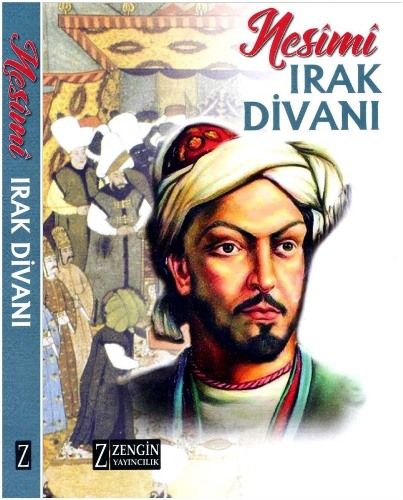 Nesîmî
IRAK DİVANI
Z
Nesîmî
IRAK
DİVANI
Z ZENGİN
YAYINCILIK